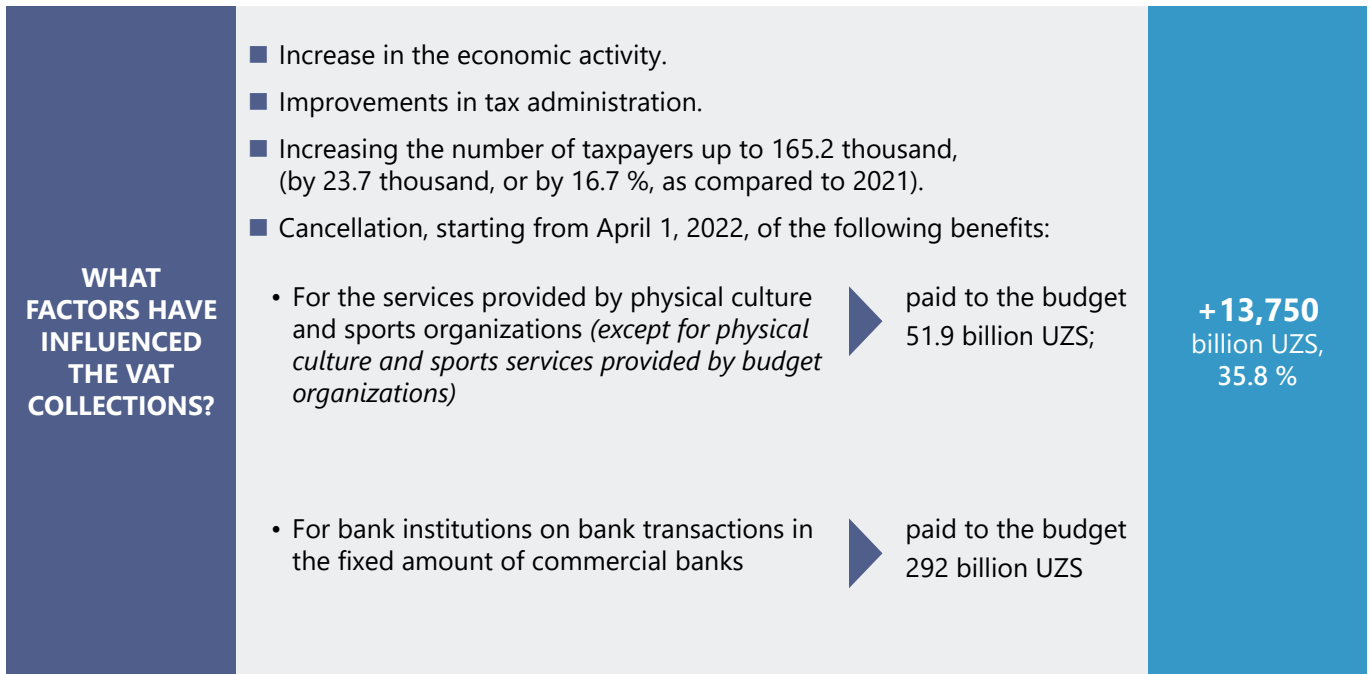 WHAT
FACTORS HAVE
INFLUENCED
THE VAT
COLLECTIONS?
■ Increase in the economic activity.
■ Improvements in tax administration.
■ Increasing the number of taxpayers up to 165.2 thousand,
(by 23.7 thousand, or by 16.7 %, as compared to 2021).
■ Cancellation, starting from April 1, 2022, of the following benefits:
• For the services provided by physical culture
and sports organizations (except for physical
culture and sports services provided by budget
organizations)
paid to the budget
51.9 billion UZS;
• For bank institutions on bank transactions in
the fixed amount of commercial banks
paid to the budget
292 billion UZS
+13,750
billion UZS,
35.8 %